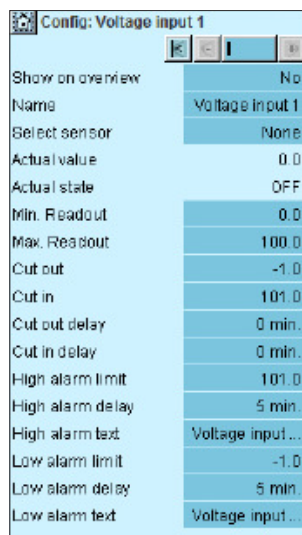 Config: Voltage input 1
Show on overview No
Name Voltage input 1
Select sensor None
Actual value 0.0
Actual state OFF
Min. Readout 0.0
Max. Readout 100.0
Cut out -1.0
Cut in 101.0
Cut out delay 0 min.
Cut in delay 0 min.
High alarm limit 101.0
High alarm delay 5 min.
High alarm text Voltage input...
Low alarm limit -1.0
Low alarm delay 5 min.
Low alarm text Voltage input...